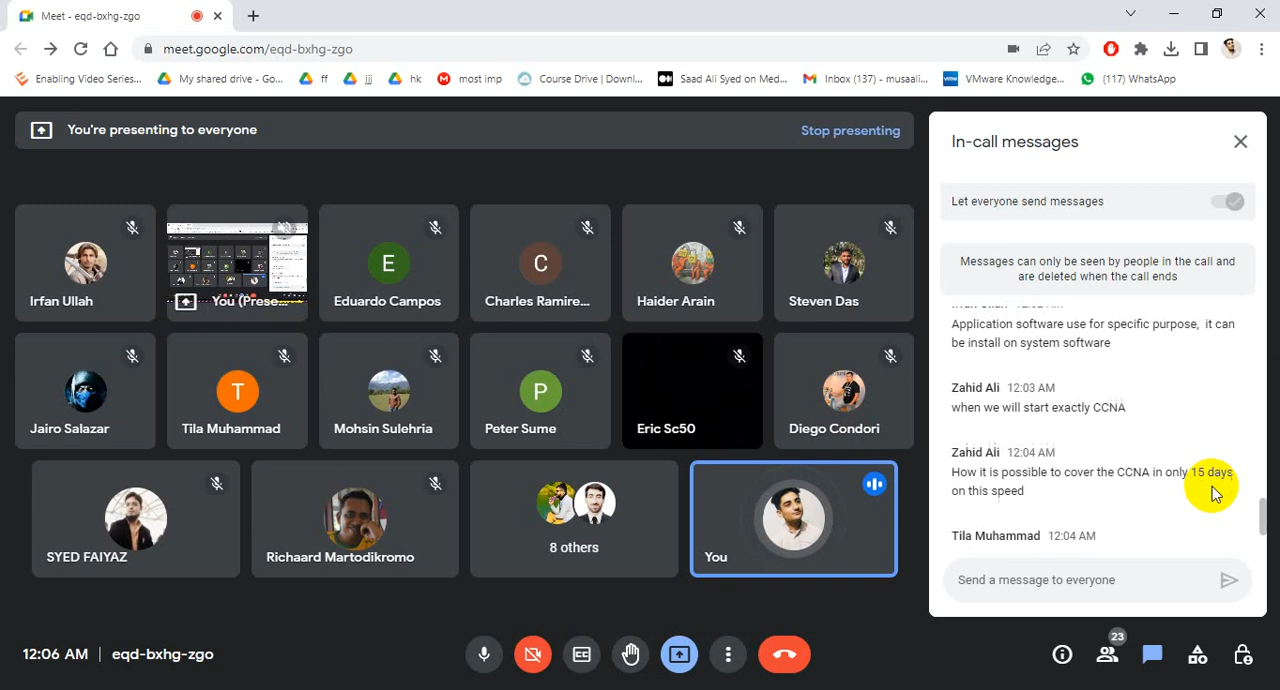 Meet - eqd-bxhg-zgo
meet.google.com/eqd-bxhg-zgo
Enabling Video Series...
My shared drive - Go...
ff
jjj
hk
most imp
Course Drive | Downl...
Saad Ali Syed on Med...
Inbox (137) - musaali...
VMware Knowledge...
(117) WhatsApp
You're presenting to everyone
Stop presenting
Irfan Ullah
You (Prese...
E
Eduardo Campos
C
Charles Ramire...
Haider Arain
Steven Das
Jairo Salazar
T
Tila Muhammad
Mohsin Sulehria
P
Peter Sume
Eric Sc50
Diego Condori
SYED FAIYAZ
Richaard Martodikromo
8 others
You
In-call messages
Let everyone send messages
Messages can only be seen by people in the call and
are deleted when the call ends
Application software use for specific purpose, it can
be install on system software
Zahid Ali 12:03 AM
when we will start exactly CCNA
Zahid Ali 12:04 AM
How it is possible to cover the CCNA in only 15 days
on this speed
Tila Muhammad 12:04 AM
Send a message to everyone
12:06 AM | eqd-bxhg-zgo
23